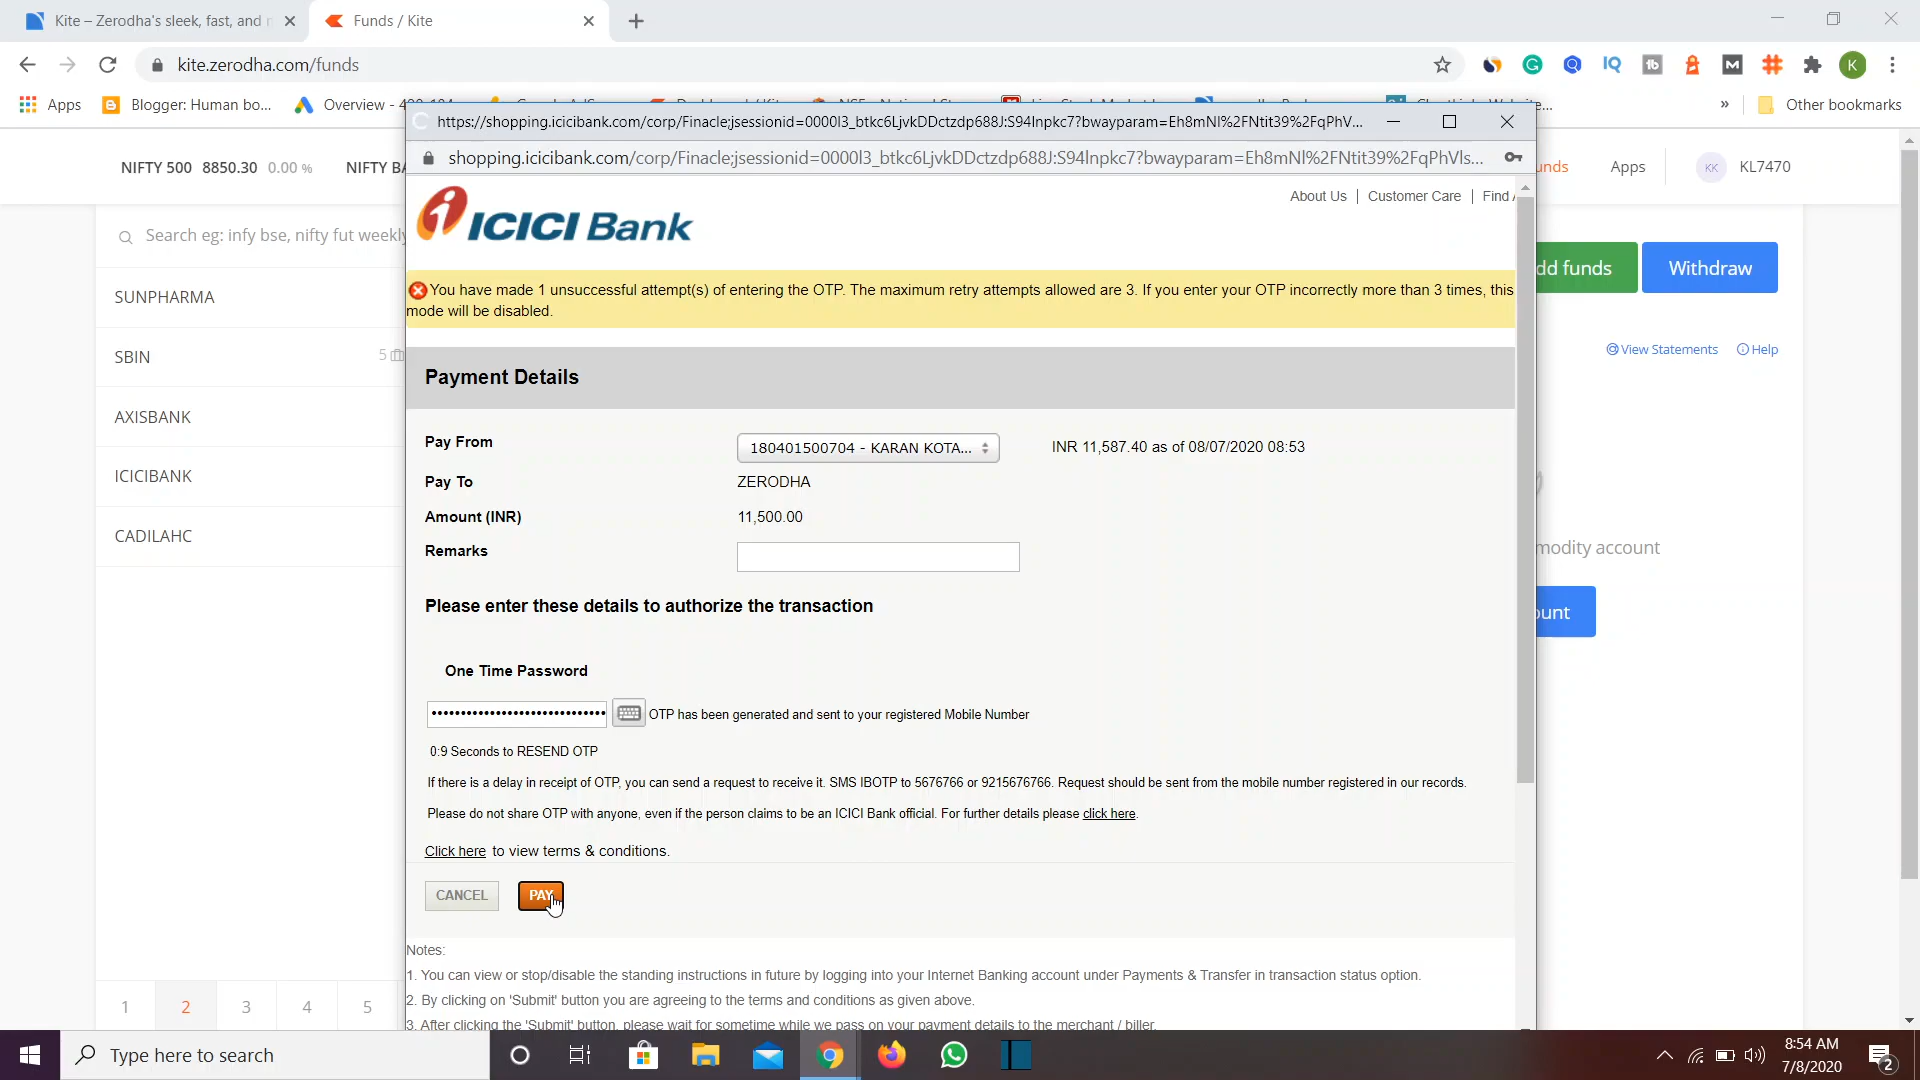 Kite – Zerodha's sleek, fast, and
Funds / Kite
kite.zerodha.com/funds
K
Apps
Blogger: Human bo...
Overview -
»
Other bookmarks
https://shopping.icicibank.com/corp/Finacle;jsessionid=0000I3_btkc6LjvkDDctzdp688J:S94Inpkc7?bwayparam=Eh8mNl%2FNtit39%2FqPhV...
shopping.icicibank.com/corp/Finacle;jsessionid=0000I3_btkc6LjvkDDctzdp688J:S94Inpkc7?bwayparam=Eh8mNl%2FNtit39%2FqPhVls...
NIFTY 500 8850.30 0.00 %
NIFTY BA
unds
Apps
KK
KL7470
ICICI Bank
About Us | Customer Care | Find
Search eg: infy bse, nifty fut weekly
SUNPHARMA
SBIN
5
AXISBANK
ICICIBANK
CADILAHC
1 2 3 4 5
You have made 1 unsuccessful attempt(s) of entering the OTP. The maximum retry attempts allowed are 3. If you enter your OTP incorrectly more than 3 times, this
mode will be disabled.
Payment Details
Pay From
180401500704 - KARAN KOTA...
INR 11,587.40 as of 08/07/2020 08:53
Pay To
ZERODHA
Amount (INR)
11,500.00
Remarks
Please enter these details to authorize the transaction
One Time Password
OTP has been generated and sent to your registered Mobile Number
0:9 Seconds to RESEND OTP
If there is a delay in receipt of OTP, you can send a request to receive it. SMS IBOTP to 5676766 or 9215676766. Request should be sent from the mobile number registered in our records.
Please do not share OTP with anyone, even if the person claims to be an ICICI Bank official. For further details please click here.
Click here to view terms & conditions.
CANCEL
PAY
Notes:
1. You can view or stop/disable the standing instructions in future by logging into your Internet Banking account under Payments & Transfer in transaction status option.
2. By clicking on 'Submit' button you are agreeing to the terms and conditions as given above.
3. After clicking the 'Submit' button, please wait for sometime while we pass on your payment details to the merchant / biller.
dd funds
Withdraw
View Statements
Help
modity account
ount
Type here to search
8:54 AM
7/8/2020
2